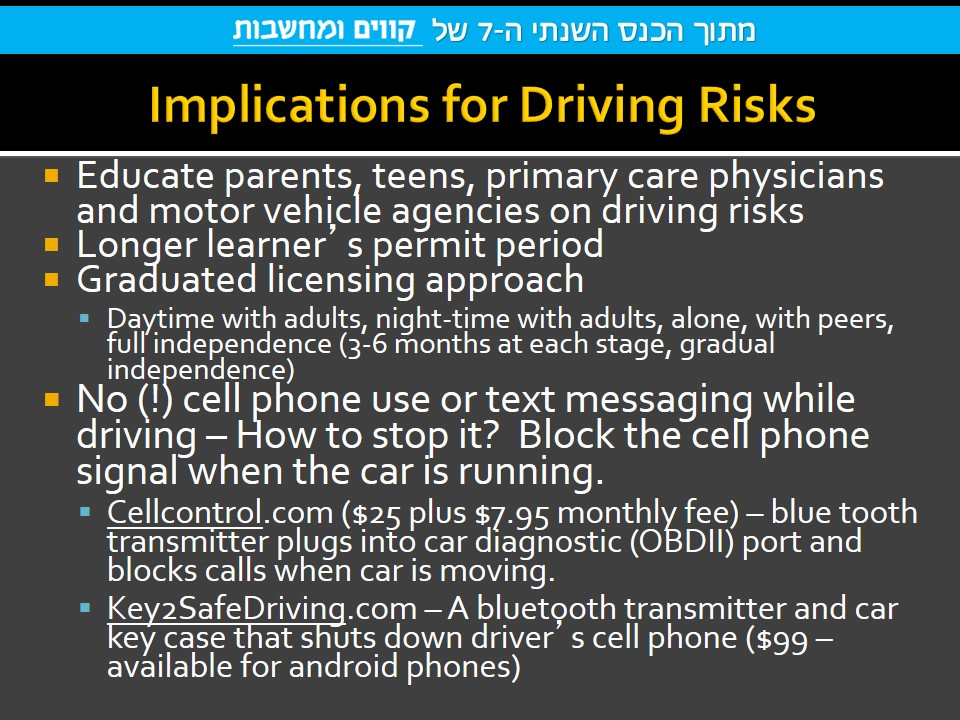 מתוך הכנס השנתי ה-7 של קווים ומחשבות
Implications for Driving Risks
Educate parents, teens, primary care physicians
and motor vehicle agencies on driving risks
Longer learner’s permit period
Graduated licensing approach
Daytime with adults, night-time with adults, alone, with peers,
full independence (3-6 months at each stage, gradual
independence)
No (!) cell phone use or text messaging while
driving – How to stop it?  Block the cell phone
signal when the car is running.
Cellcontrol.com ($25 plus $7.95 monthly fee) – blue tooth
transmitter plugs into car diagnostic (OBDII) port and
blocks calls when car is moving.
Key2SafeDriving.com – A bluetooth transmitter and car
key case that shuts down driver’s cell phone ($99 –
available for android phones)